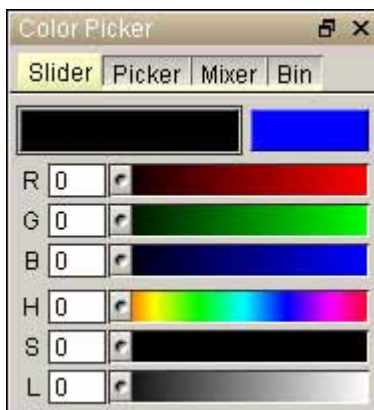 Color Picker
Slider Picker Mixer Bin
R 0
G 0
B 0
H 0
S 0
L 0